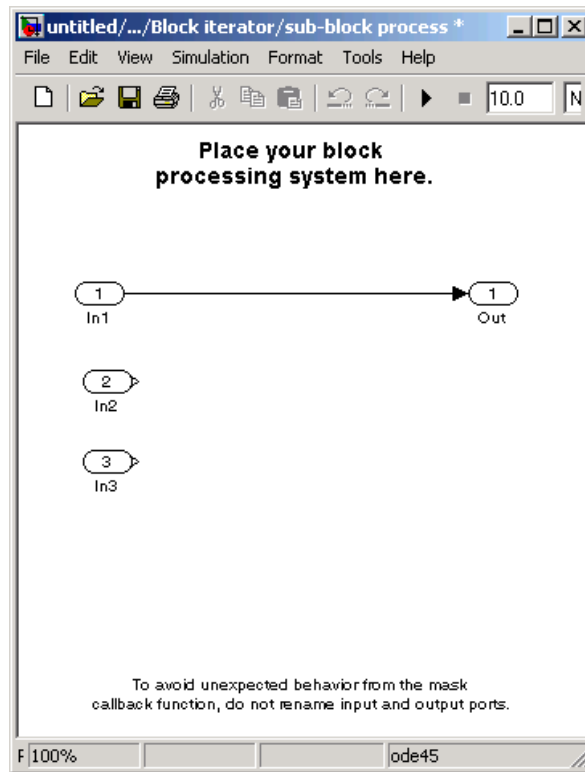 untitled/.../Block iterator/sub-block process *
File Edit View Simulation Format Tools Help
10.0 N
Place your block
processing system here.
1 1
In1 Out
2
In2
3
In3
To avoid unexpected behavior from the mask
callback function, do not rename input and output ports.
F 100% ode45